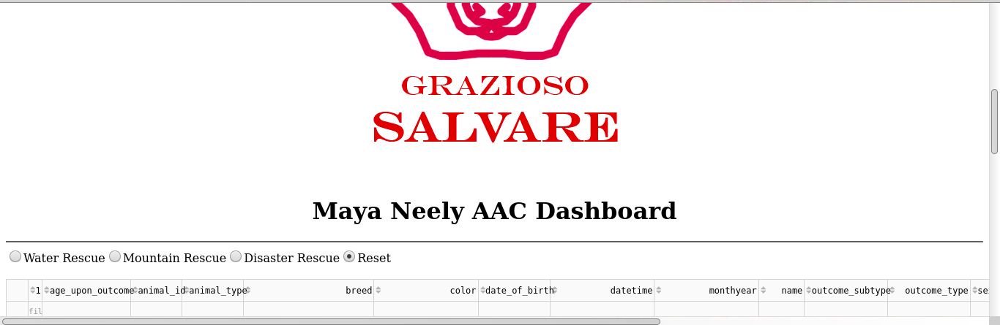 GRAZIOSO
SALVARE
Maya Neely AAC Dashboard
Water Rescue Mountain Rescue Disaster Rescue Reset
1 age_upon_outcome animal_id animal_type breed color date_of_birth datetime monthyear name outcome_subtype outcome_type se
fil